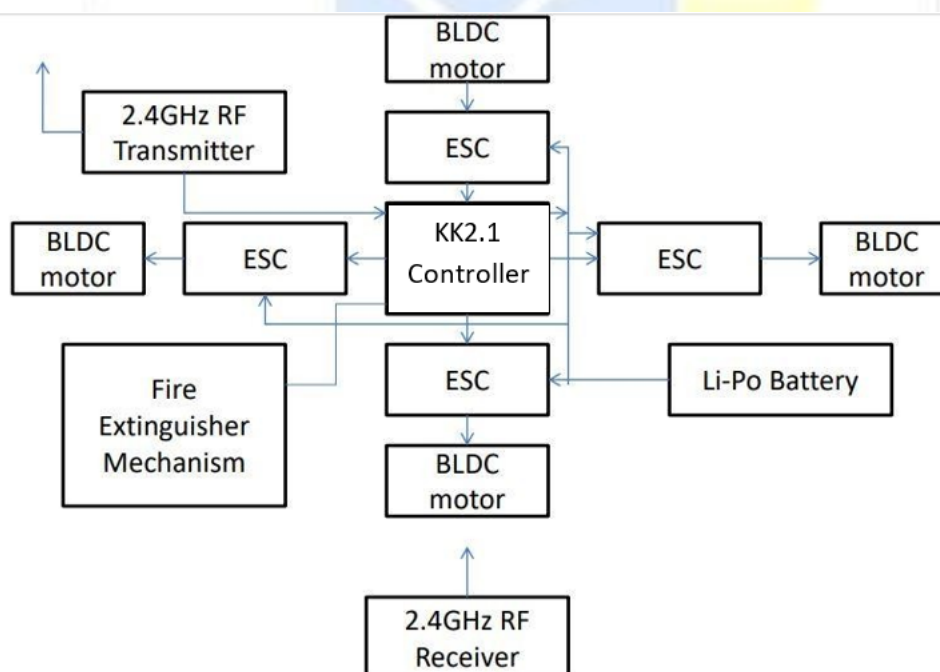 BLDC
motor
2.4GHz RF
Transmitter
ESC
KK2.1
Controller
BLDC
motor
ESC
ESC
BLDC
motor
Fire
Extinguisher
Mechanism
ESC
Li-Po Battery
BLDC
motor
2.4GHz RF
Receiver